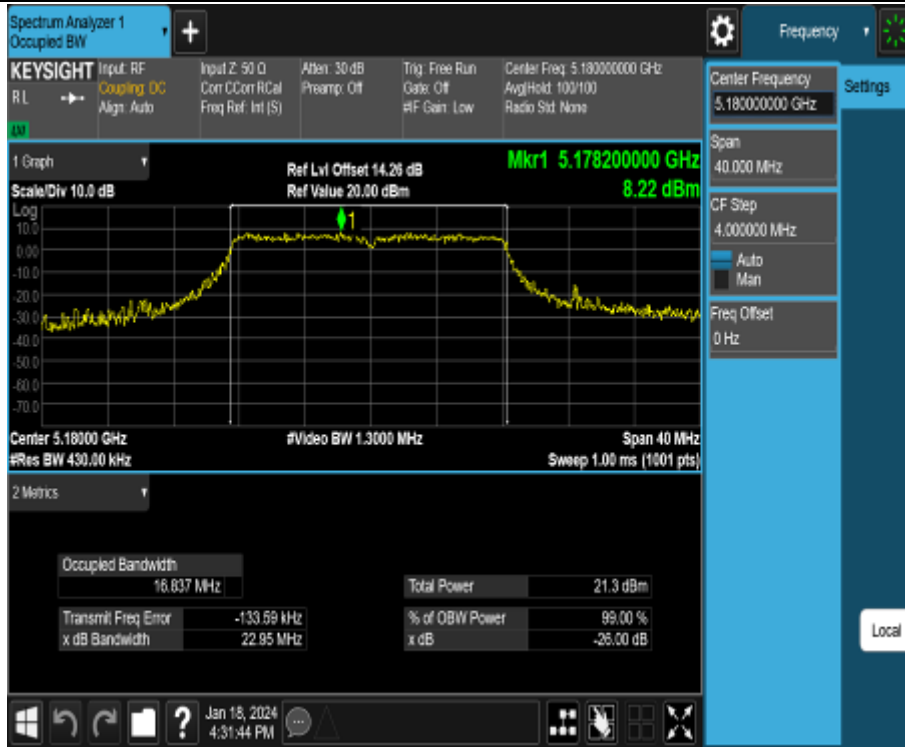 Spectrum Analyzer 1
Occupied BW
+
Frequency
KEYSIGHT
RL
Input: RF
Coupling: DC
Align: Auto
Input Z: 50 Ω
Corr CCorr RCal
Freq Ref: Int (S)
Atten: 30 dB
Preamp: Off
Trig: Free Run
Gate: Off
#IF Gain: Low
Center Freq: 5.180000000 GHz
Avg|Hold: 100/100
Radio Std: None
Center Frequency
5.180000000 GHz
Settings
Span
40.000 MHz
CF Step
4.000000 MHz
Auto
Man
Freq Offset
0 Hz
1 Graph
Scale/Div 10.0 dB
Ref Lvl Offset 14.26 dB
Ref Value 20.00 dBm
Mkr1 5.178200000 GHz
8.22 dBm
Log
10.0
0.00
-10.0
-20.0
-30.0
-40.0
-50.0
-60.0
-70.0
1
Center 5.18000 GHz
#Video BW 1.3000 MHz
Span 40 MHz
#Res BW 430.00 kHz
Sweep 1.00 ms (1001 pts)
2 Metrics
Occupied Bandwidth
16.837 MHz
Total Power 21.3 dBm
Transmit Freq Error -133.59 kHz
% of OBW Power 99.00 %
x dB Bandwidth 22.95 MHz
x dB -26.00 dB
Local
?
Jan 18, 2024
4:31:44 PM